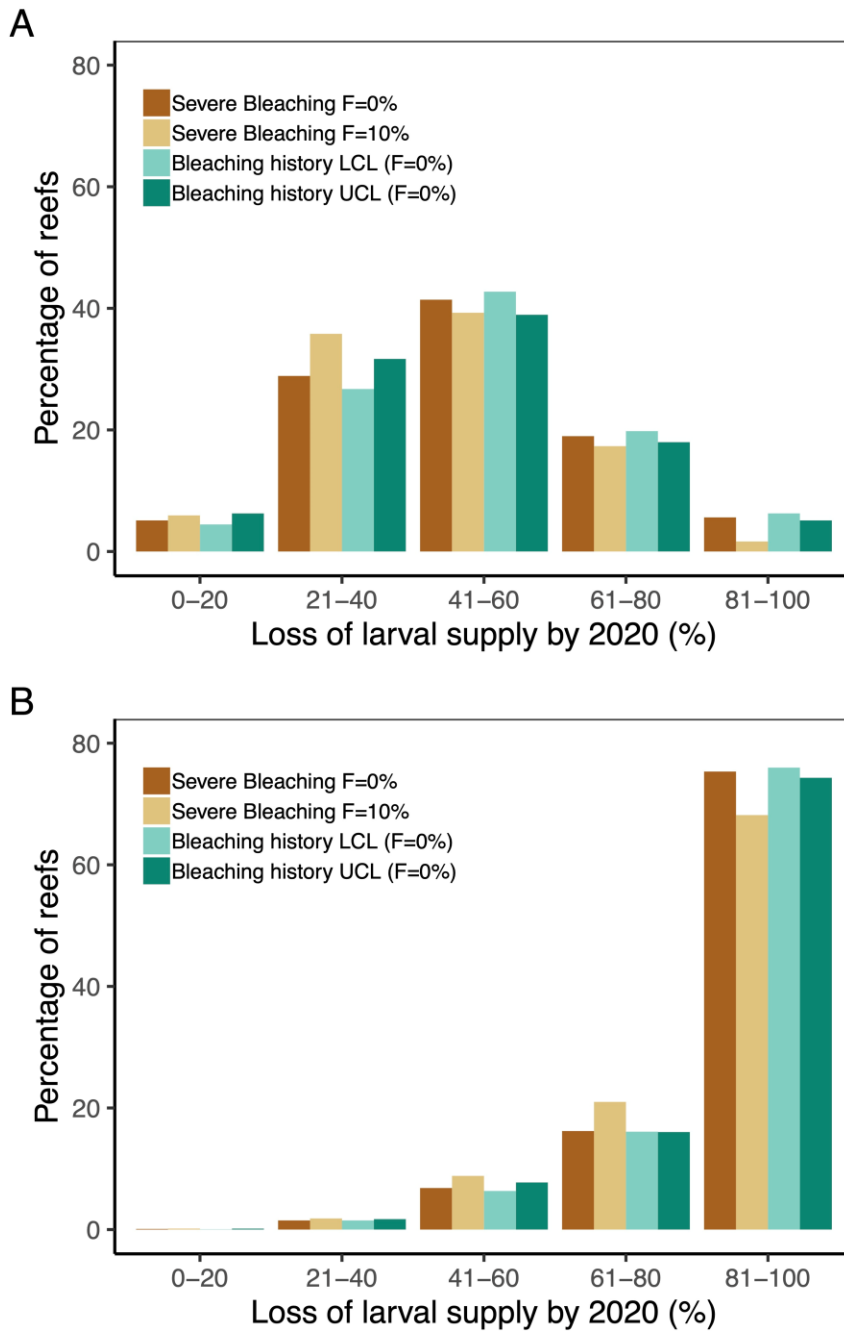 A
80
60
40
20
0
Percentage of reefs
Severe Bleaching F=0%
Severe Bleaching F=10%
Bleaching history LCL (F=0%)
Bleaching history UCL (F=0%)
0–20 21–40 41–60 61–80 81–100
Loss of larval supply by 2020 (%)
B
80
60
40
20
0
Percentage of reefs
Severe Bleaching F=0%
Severe Bleaching F=10%
Bleaching history LCL (F=0%)
Bleaching history UCL (F=0%)
0–20 21–40 41–60 61–80 81–100
Loss of larval supply by 2020 (%)